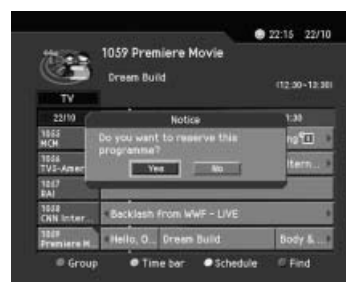 22:15 22/10
1059 Premiere Movie
Dream Build
(12:30~13:30)
TV
22/10
1:30
Notice
Do you want to reserve this
programme?
Yes No
1055
MCM
1056
TV5-Amer
1057
RAI
1058
CNN Inter...
Backlash from WWF - LIVE
1059
Premiere M...
Hello, O... Dream Build Body &...
Group Time bar Schedule Find